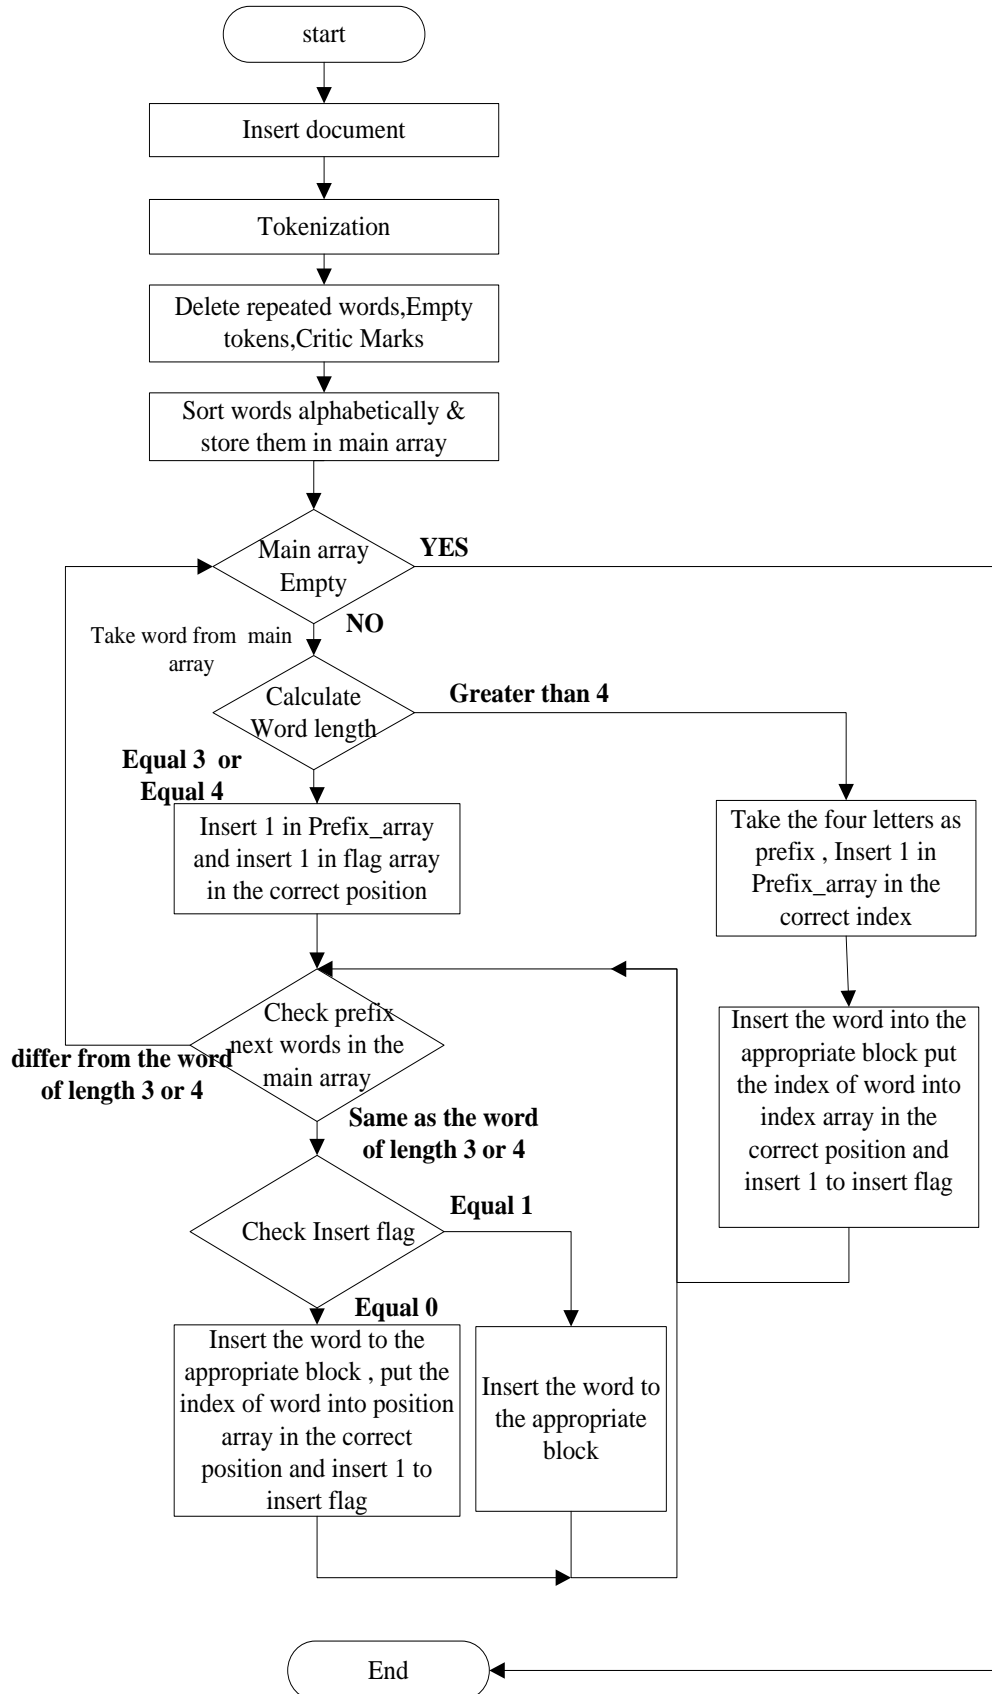 start
Insert document
Tokenization
Delete repeated words,Empty
tokens,Critic Marks
Sort words alphabetically &
store them in main array
Main array
Empty
YES
NO
Take word from main
array
Calculate
Word length
Greater than 4
Equal 3 or
Equal 4
Insert 1 in Prefix_array
and insert 1 in flag array
in the correct position
Take the four letters as
prefix , Insert 1 in
Prefix_array in the
correct index
Insert the word into the
appropriate block put
the index of word into
index array in the
correct position and
insert 1 to insert flag
Check prefix
next words in the
main array
differ from the word
of length 3 or 4
Same as the word
of length 3 or 4
Check Insert flag
Equal 1
Equal 0
Insert the word to the
appropriate block , put the
index of word into position
array in the correct
position and insert 1 to
insert flag
Insert the word to
the appropriate
block
End